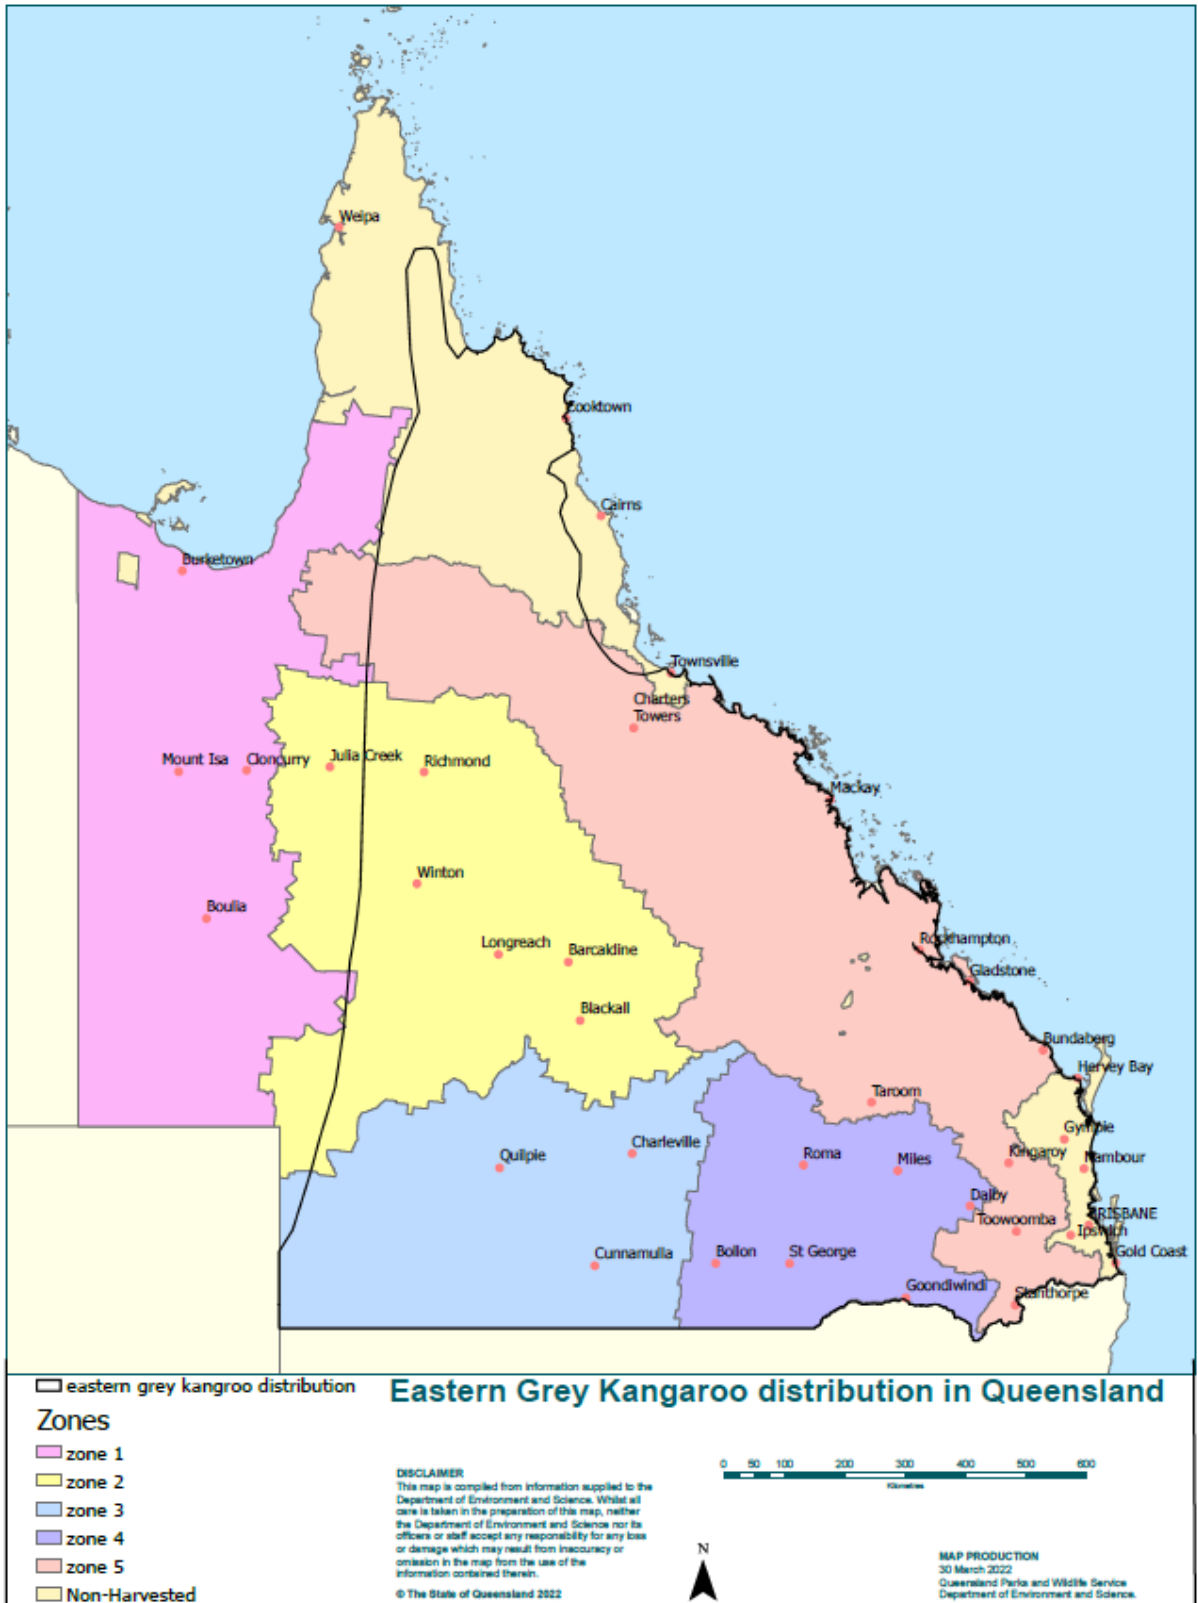 Weipa
Cooktown
Cairns
Burketown
Townsville
Charters
Towers
Mount Isa
Cloncurry
Julia Creek
Richmond
Mackay
Winton
Boulia
Longreach
Barcaldine
Rockhampton
Gladstone
Blackall
Bundaberg
Hervey Bay
Taroom
Gympie
Charleville
Quilpie
Roma
Miles
Kingaroy
Nambour
Dalby
Toowoomba
BRISBANE
Ipswich
Cunnamulla
Bollon
St George
Gold Coast
Goondiwindi
Stanthorpe
eastern grey kangroo distribution
Eastern Grey Kangaroo distribution in Queensland
Zones
zone 1
zone 2
zone 3
zone 4
zone 5
Non-Harvested
DISCLAIMER
This map is compiled from information supplied to the
Department of Environment and Science. Whilst all
care is taken in the preparation of this map, neither
the Department of Environment and Science nor its
officers or staff accept any responsibility for any loss
or damage which may result from inaccuracy or
omission in the map from the use of the
information contained therein.
© The State of Queensland 2022
0 50 100 200 300 400 500 600
Kilometres
N
MAP PRODUCTION
30 March 2022
Queensland Parks and Wildlife Service
Department of Environment and Science.